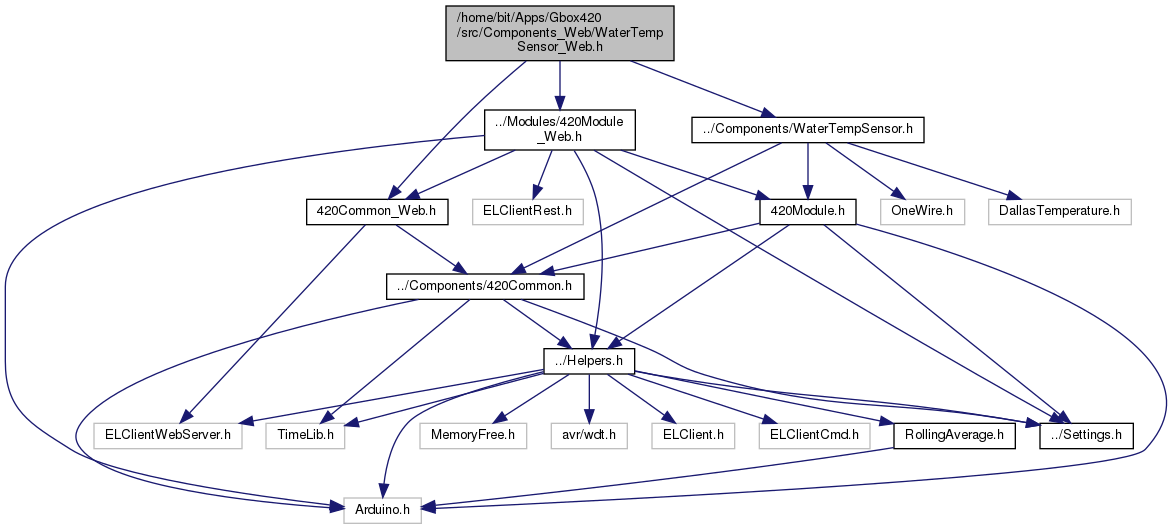 /home/bit/Apps/Gbox420
/src/Components_Web/WaterTemp
Sensor_Web.h
../Modules/420Module
_Web.h
../Components/WaterTempSensor.h
420Common_Web.h
ELClientRest.h
420Module.h
OneWire.h
DallasTemperature.h
../Components/420Common.h
../Helpers.h
ELClientWebServer.h
TimeLib.h
MemoryFree.h
avr/wdt.h
ELClient.h
ELClientCmd.h
RollingAverage.h
../Settings.h
Arduino.h